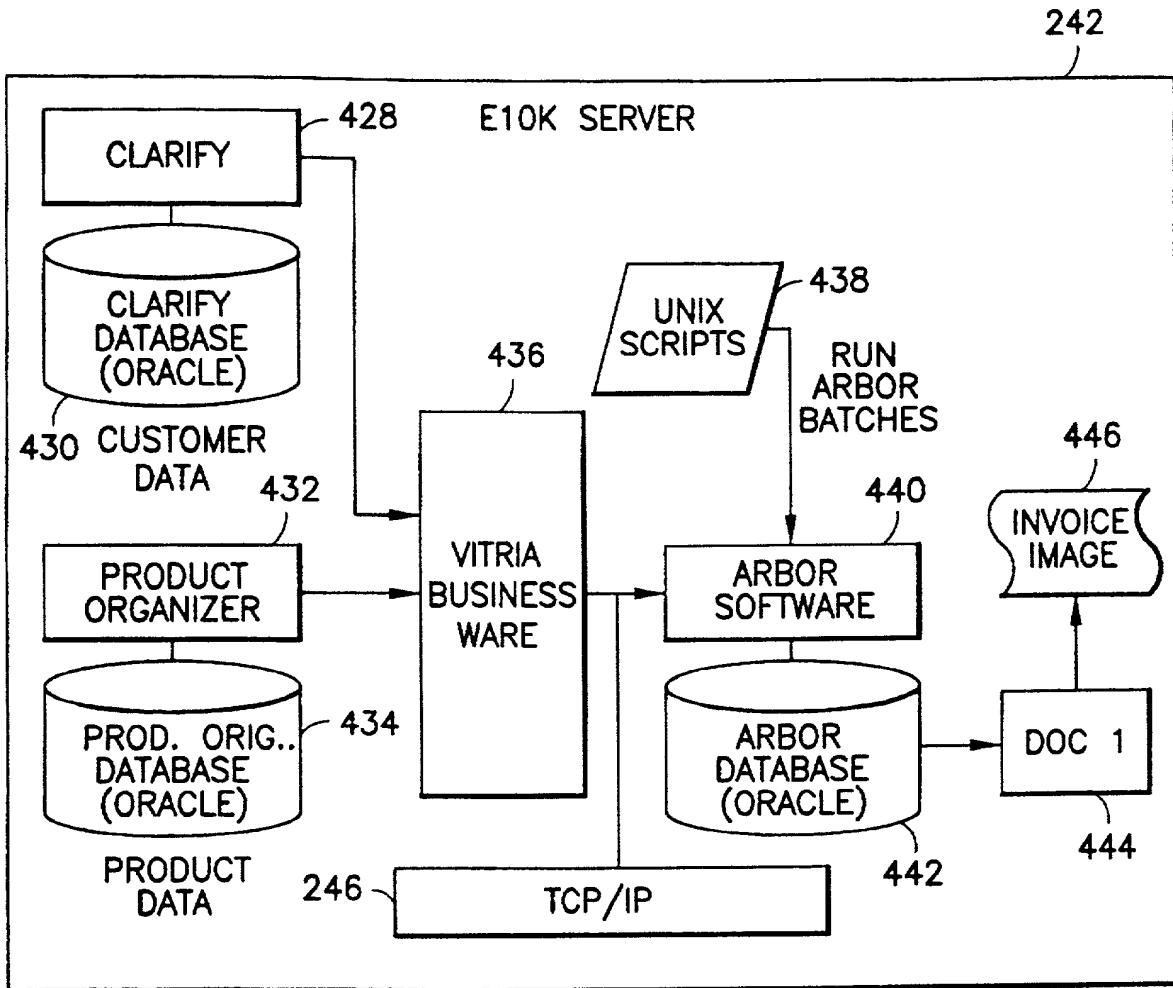 242
E10K SERVER
428
CLARIFY
CLARIFY
DATABASE
(ORACLE)
430
CUSTOMER
DATA
432
PRODUCT
ORGANIZER
PROD. ORIG..
DATABASE
(ORACLE)
434
PRODUCT
DATA
436
VITRIA
BUSINESS
WARE
UNIX
SCRIPTS
438
RUN
ARBOR
BATCHES
440
ARBOR
SOFTWARE
ARBOR
DATABASE
(ORACLE)
442
446
INVOICE
IMAGE
DOC 1
444
246
TCP/IP